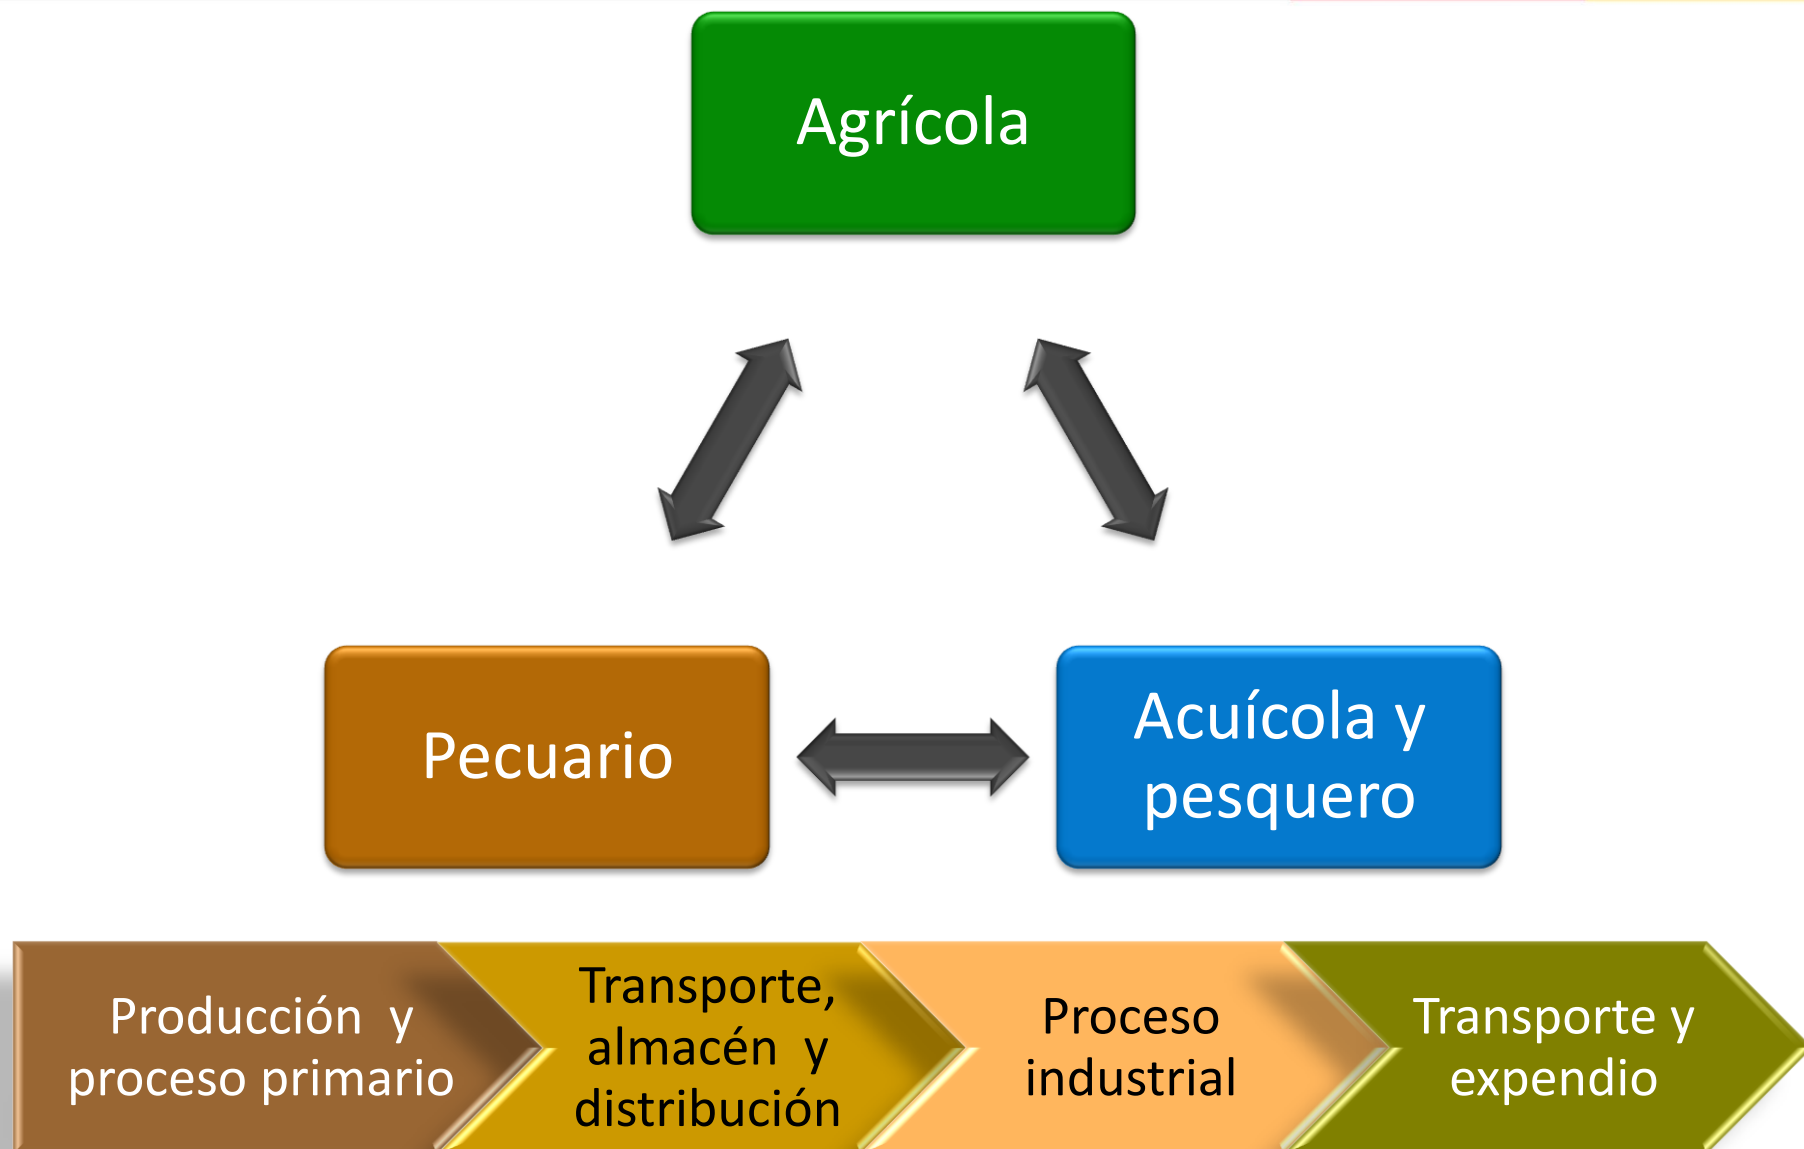 Agrícola
Pecuario
Acuícola y
pesquero
Producción y
proceso primario
Transporte,
almacén y
distribución
Proceso
industrial
Transporte y
expendio